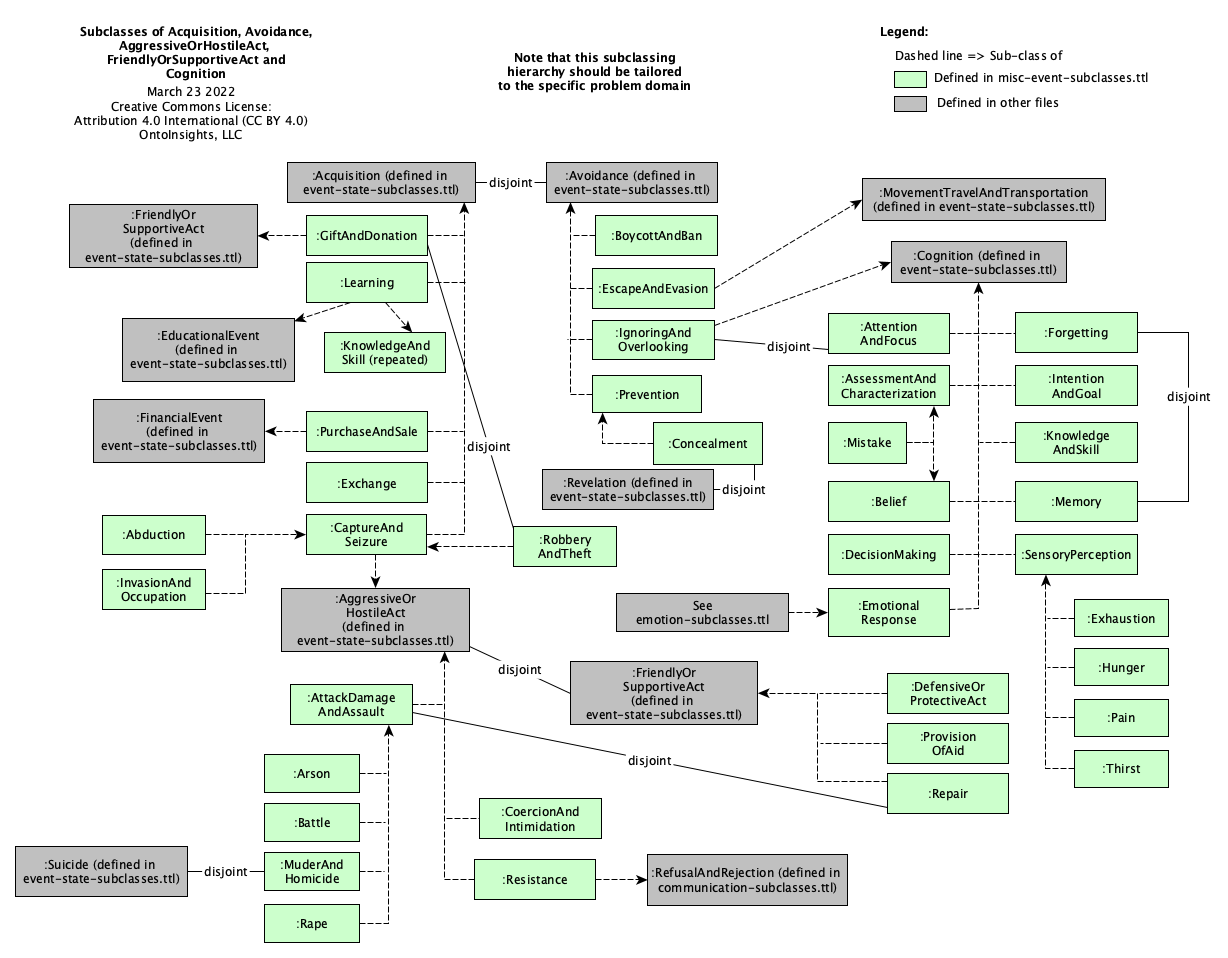 Subclasses of Acquisition, Avoidance,
AggressiveOrHostileAct,
FriendlyOrSupportiveAct and
Cognition
March 23 2022
Creative Commons License:
Attribution 4.0 International (CC BY 4.0)
OntoInsights, LLC
Note that this subclassing
hierarchy should be tailored
to the specific problem domain
Legend:
Dashed line => Sub-class of
Defined in misc-event-subclasses.ttl
Defined in other files
:Acquisition (defined in
event-state-subclasses.ttl)
disjoint
:Avoidance (defined in
event-state-subclasses.ttl)
:MovementTravelAndTransportation
(defined in event-state-subclasses.ttl)
:FriendlyOr
SupportiveAct
(defined in
event-state-subclasses.ttl)
:GiftAndDonation
:BoycottAndBan
:Cognition (defined in
event-state-subclasses.ttl)
:Learning
:EscapeAndEvasion
:EducationalEvent
(defined in
event-state-subclasses.ttl)
:KnowledgeAnd
Skill (repeated)
:IgnoringAnd
Overlooking
disjoint
:Attention
AndFocus
:Forgetting
:AssessmentAnd
Characterization
:Intention
AndGoal
disjoint
:Prevention
:FinancialEvent
(defined in
event-state-subclasses.ttl)
:PurchaseAndSale
disjoint
:Concealment
:Mistake
:Knowledge
AndSkill
:Exchange
:Revelation (defined in
event-state-subclasses.ttl)
disjoint
:Belief
:Memory
:Abduction
:CaptureAnd
Seizure
:Robbery
AndTheft
:DecisionMaking
:SensoryPerception
:InvasionAnd
Occupation
:AggressiveOr
HostileAct
(defined in
event-state-subclasses.ttl)
See
emotion-subclasses.ttl
:Emotional
Response
:Exhaustion
disjoint
:FriendlyOr
SupportiveAct
(defined in
event-state-subclasses.ttl)
:DefensiveOr
ProtectiveAct
:Hunger
:AttackDamage
AndAssault
:Provision
OfAid
:Pain
disjoint
:Arson
:Repair
:Thirst
:Battle
:CoercionAnd
Intimidation
:Suicide (defined in
event-state-subclasses.ttl)
disjoint
:MuderAnd
Homicide
:Resistance
:RefusalAndRejection (defined in
communication-subclasses.ttl)
:Rape